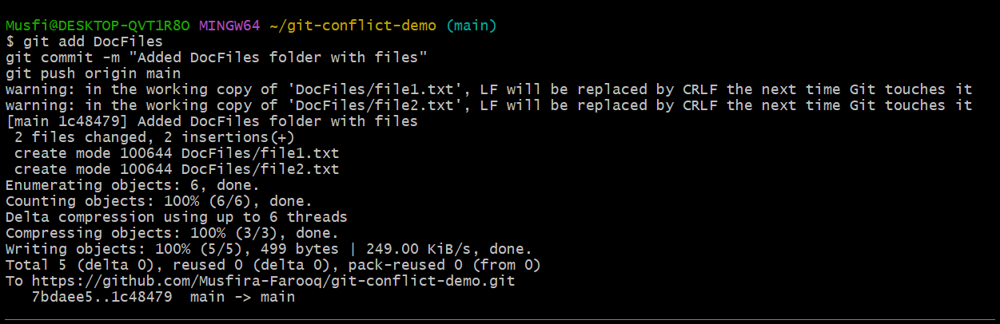 Musfi@DESKTOP-QVT1R8O MINGW64 ~/git-conflict-demo (main)
$ git add DocFiles
git commit -m "Added DocFiles folder with files"
git push origin main
warning: in the working copy of 'DocFiles/file1.txt', LF will be replaced by CRLF the next time Git touches it
warning: in the working copy of 'DocFiles/file2.txt', LF will be replaced by CRLF the next time Git touches it
[main 1c48479] Added DocFiles folder with files
 2 files changed, 2 insertions(+)
 create mode 100644 DocFiles/file1.txt
 create mode 100644 DocFiles/file2.txt
Enumerating objects: 6, done.
Counting objects: 100% (6/6), done.
Delta compression using up to 6 threads
Compressing objects: 100% (3/3), done.
Writing objects: 100% (5/5), 499 bytes | 249.00 KiB/s, done.
Total 5 (delta 0), reused 0 (delta 0), pack-reused 0 (from 0)
To https://github.com/Musfira-Farooq/git-conflict-demo.git
   7bdaee5..1c48479  main -> main